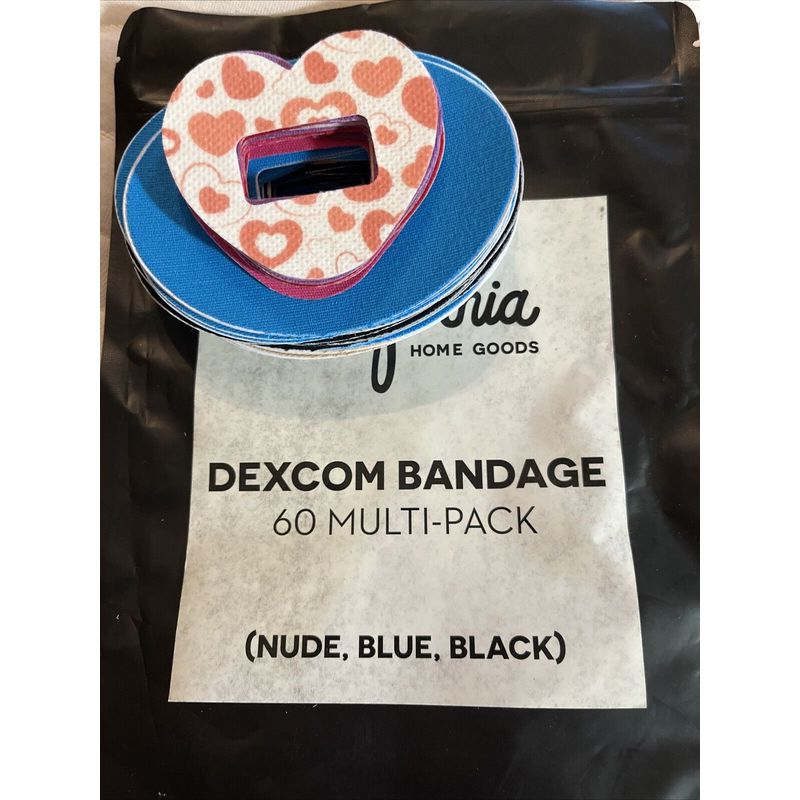 HOME GOODS
DEXCOM BANDAGE
60 MULTI-PACK
(NUDE, BLUE, BLACK)